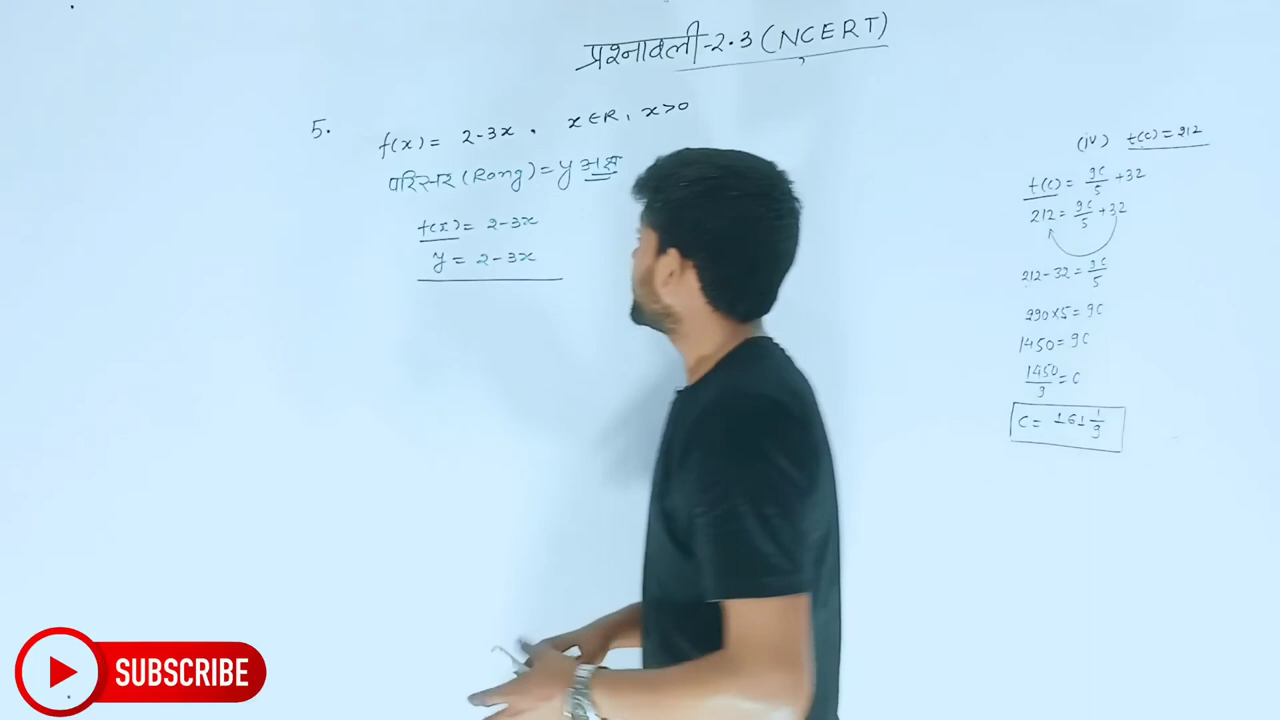 प्रश्नावली-2.3 (NCERT)
5. f(x) = 2-3x . x∈R, x>0
परिसर (Rong) = y अक्ष
f(x) = 2-3x
y = 2-3x
(iv) t(c) = 212
t(c) = 9c/5 +32
212 = 9c/5 +32
212-32 = 9c/5
290×5 = 9c
1450 = 9c
1450/9 = c
c = 161 1/9
SUBSCRIBE